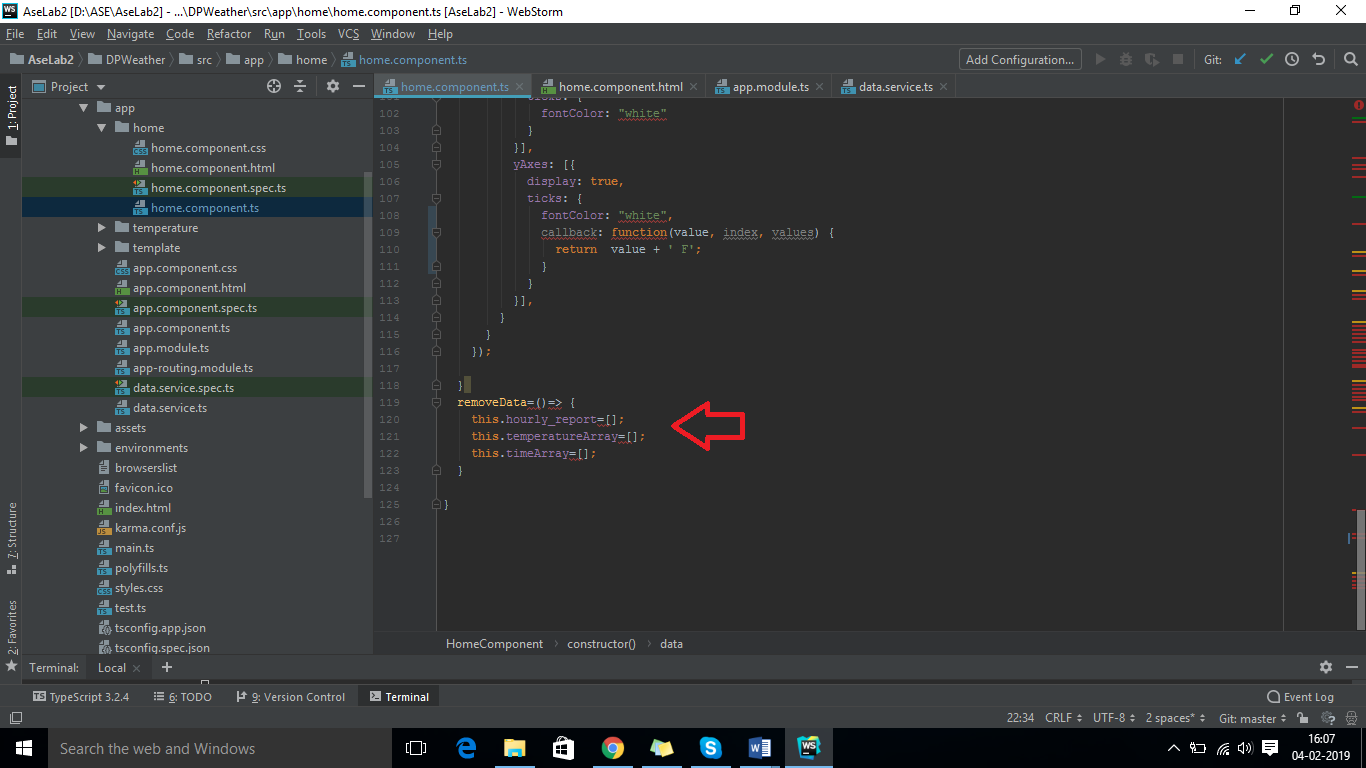 AseLab2 [D:\ASE\AseLab2] - ...\DPWeather\src\app\home\home.component.ts [AseLab2] - WebStorm
File Edit View Navigate Code Refactor Run Tools VCS Window Help
AseLab2 DPWeather src app home home.component.ts
Add Configuration...
Git:
Project
home.component.ts home.component.html app.module.ts data.service.ts
1: Project
7: Structure
2: Favorites
app
home
home.component.css
home.component.html
home.component.spec.ts
home.component.ts
temperature
template
app.component.css
app.component.html
app.component.spec.ts
app.component.ts
app.module.ts
app-routing.module.ts
data.service.spec.ts
data.service.ts
assets
environments
browserslist
favicon.ico
index.html
karma.conf.js
main.ts
polyfills.ts
styles.css
test.ts
tsconfig.app.json
tsconfig.spec.json
101 ticks: {
102 fontColor: "white"
103 }
104 }],
105 yAxes: [{
106 display: true,
107 ticks: {
108 fontColor: "white",
109 callback: function(value, index, values) {
110 return value + ' F';
111 }
112 }
113 }],
114 }
115 }
116 });
117
118 }
119 removeData=()=> {
120 this.hourly_report=[];
121 this.temperatureArray=[];
122 this.timeArray=[];
123 }
124
125 }
126
127
HomeComponent constructor() data
Terminal: Local
TypeScript 3.2.4 6: TODO 9: Version Control Terminal Event Log
22:34 CRLF UTF-8 2 spaces* Git: master
Search the web and Windows
16:07
04-02-2019